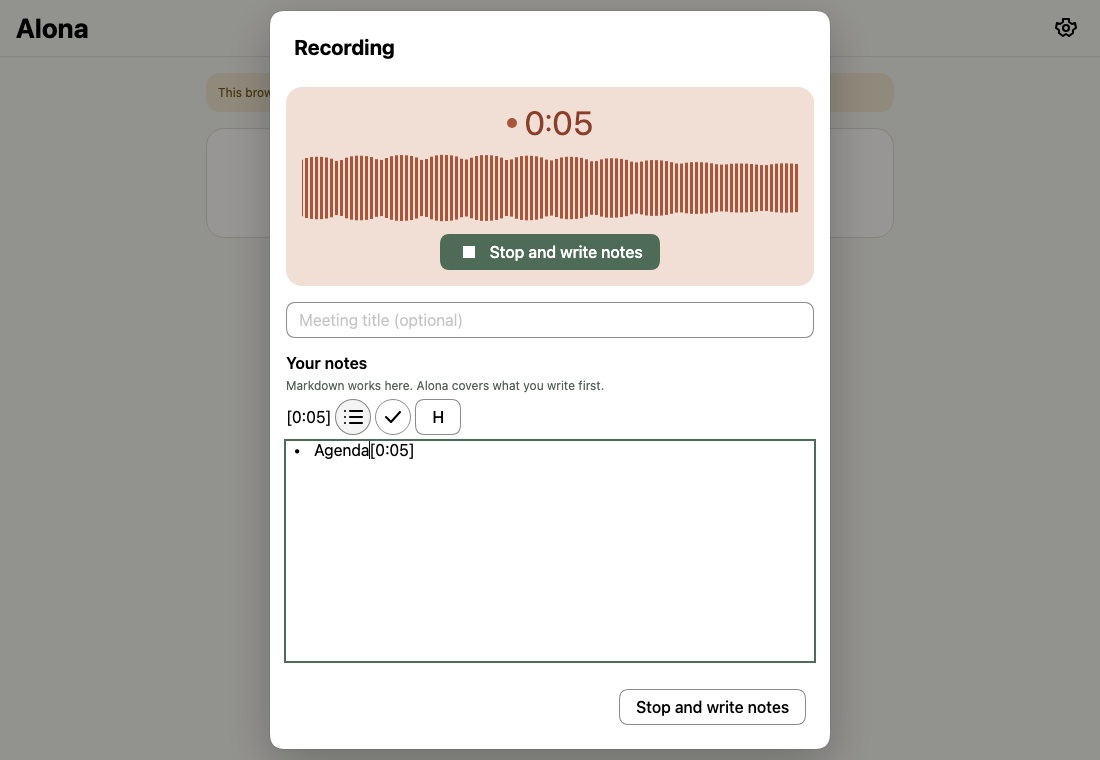 Alona
Recording
This brow
0:05
Stop and write notes
Meeting title (optional)
Your notes
Markdown works here. Alona covers what you write first.
[0:05]
H
• Agenda[0:05]
Stop and write notes